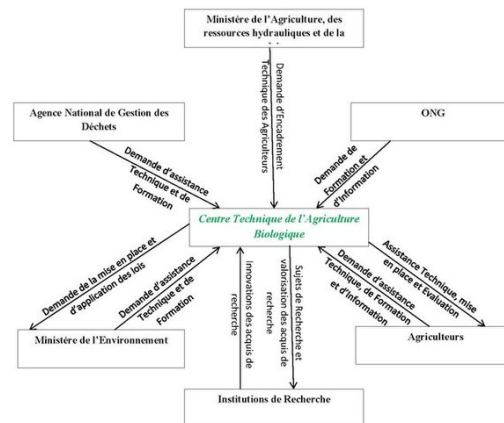 Ministère de l'Agriculture, des
ressources hydrauliques et de la
Agence National de Gestion des
Déchets
ONG
Demande d'Encadrement
Technique des Agriculteurs
Demande d'assistance
Technique et de
Formation
Demande de
Formation et
d'Information
Centre Technique de l'Agriculture
Biologique
Demande de la mise en place et
d'application des lois
Demande d'assistance
Technique et de
Formation
Innovations des acquis de
recherche
Sujets de Recherche et
valorisation des acquis de
recherche
Assistance Technique, mise
en place et Evaluation
Demande d'assistance
Technique, de Formation
et d'Information
Ministère de l'Environnement
Agriculteurs
Institutions de Recherche